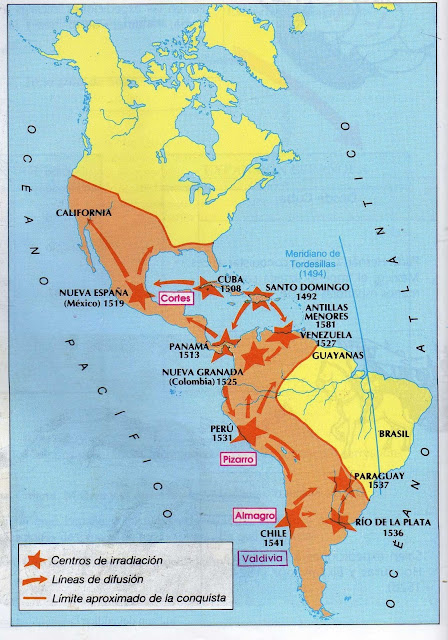 OCÉANO PACÍFICO
OCÉANO ATLÁNTICO
CALIFORNIA
Meridiano de
Tordesillas
(1494)
CUBA
1508
SANTO DOMINGO
1492
NUEVA ESPAÑA
(México) 1519
Cortes
ANTILLAS
MENORES
1581
VENEZUELA
1527
PANAMÁ
1513
GUAYANAS
NUEVA GRANADA
(Colombia) 1525
PERÚ
1531
BRASIL
Pizarro
PARAGUAY
1537
Almagro
RÍO DE LA PLATA
1536
CHILE
1541
Valdivia
Centros de irradiación
Líneas de difusión
Límite aproximado de la conquista